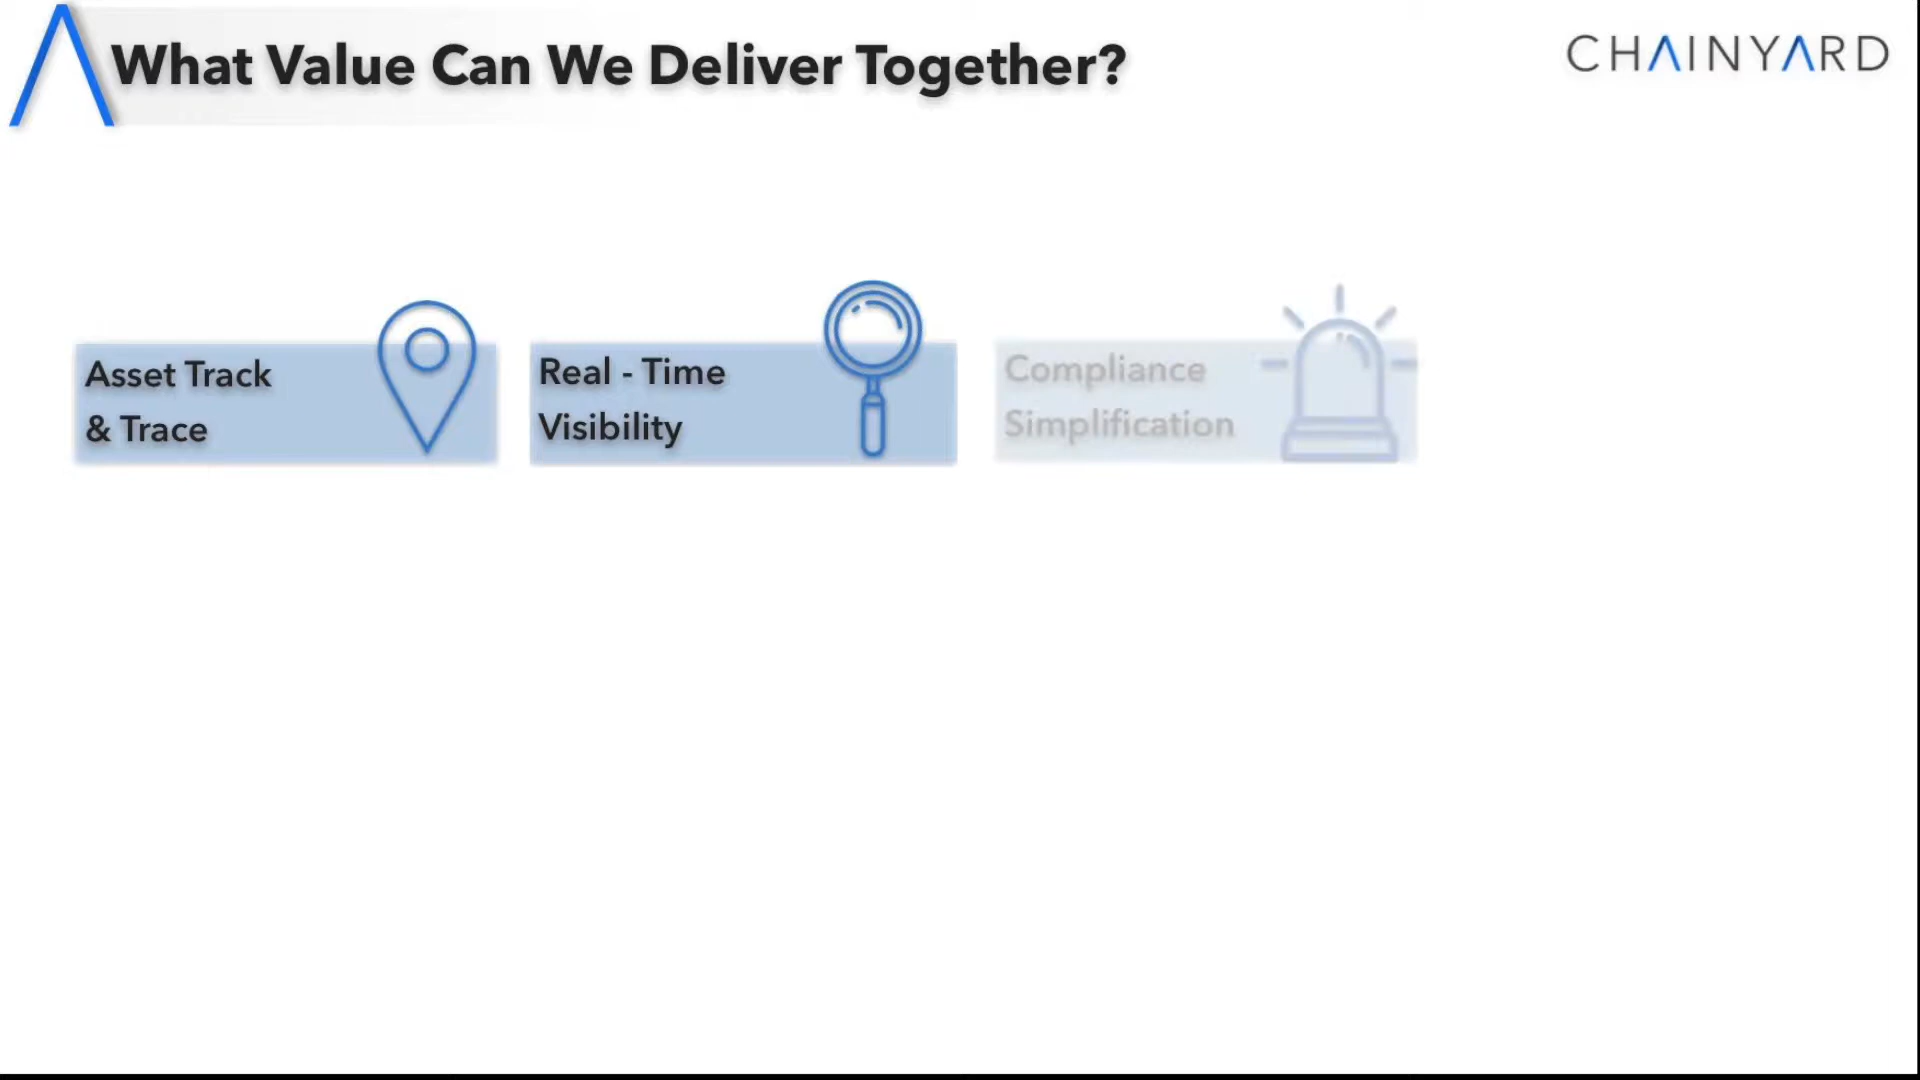 What Value Can We Deliver Together?
CHAINYARD
Asset Track
& Trace
Real - Time
Visibility
Compliance
Simplification